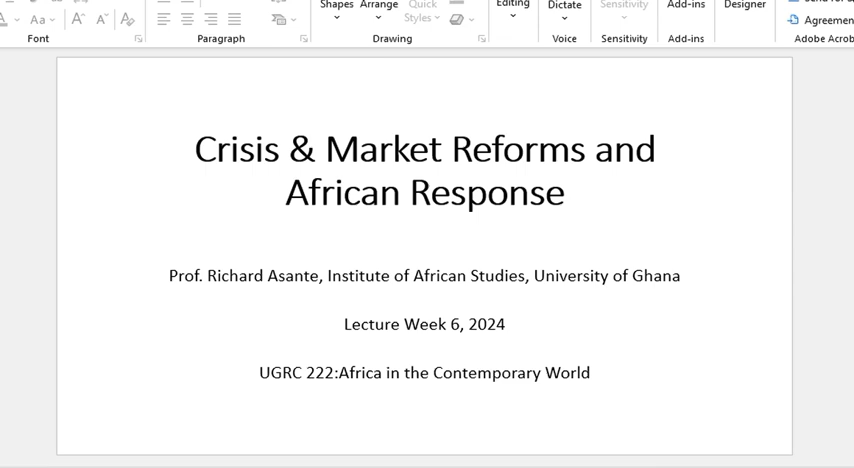 Shapes Arrange Quick Styles Editing Dictate Sensitivity Add-ins Designer
Aa A A Agreemen
Font Paragraph Drawing Voice Sensitivity Add-ins Adobe Acrob
Crisis & Market Reforms and
African Response
Prof. Richard Asante, Institute of African Studies, University of Ghana
Lecture Week 6, 2024
UGRC 222:Africa in the Contemporary World